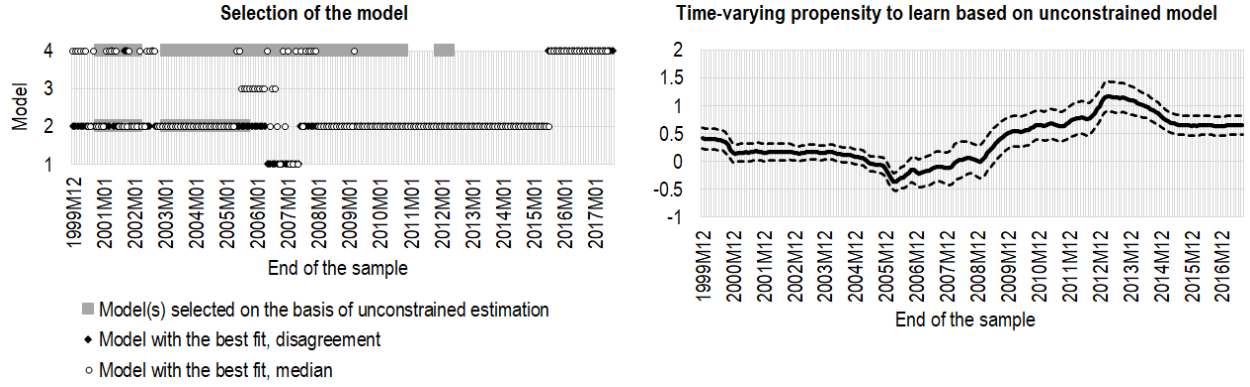 Selection of the model
4
3
2
1
Model
1999M12
2001M01
2002M01
2003M01
2004M01
2005M01
2006M01
2007M01
2008M01
2009M01
2010M01
2011M01
2012M01
2013M01
2014M01
2015M01
2016M01
2017M01
End of the sample
Model(s) selected on the basis of unconstrained estimation
Model with the best fit, disagreement
Model with the best fit, median
Time-varying propensity to learn based on unconstrained model
2
1.5
1
0.5
0
-0.5
-1
1999M12
2000M12
2001M12
2002M12
2003M12
2004M12
2005M12
2006M12
2007M12
2008M12
2009M12
2010M12
2011M12
2012M12
2013M12
2014M12
2015M12
2016M12
End of the sample